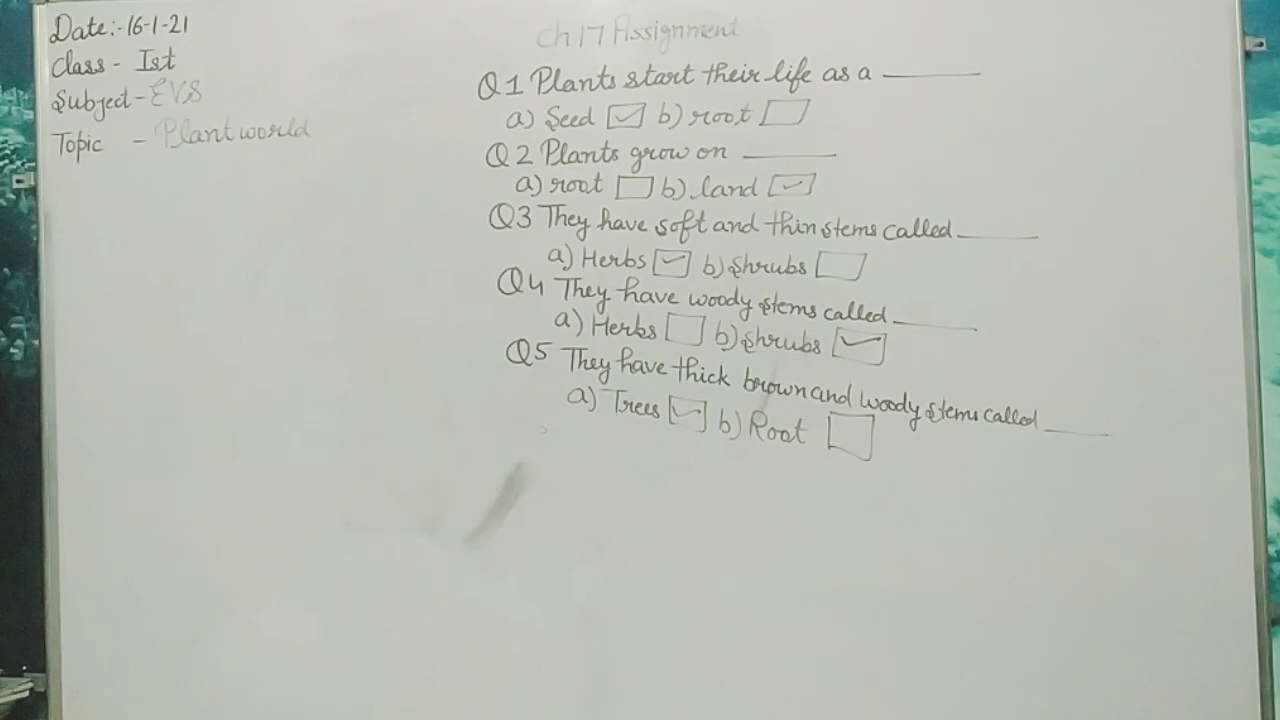 Date:-16-1-21
Class - Ist
Subject - EVS
Topic - Plant world
Ch 17 Assignment
Q1 Plants start their life as a ______
a) Seed ☑ b) root ☐
Q2 Plants grow on ______
a) root ☐ b) land ☑
Q3 They have soft and thin stems called ______
a) Herbs ☑ b) Shrubs ☐
Q4 They have woody stems called ______
a) Herbs ☐ b) Shrubs ☑
Q5 They have thick brown and woody stems called ______
a) Trees ☑ b) Root ☐